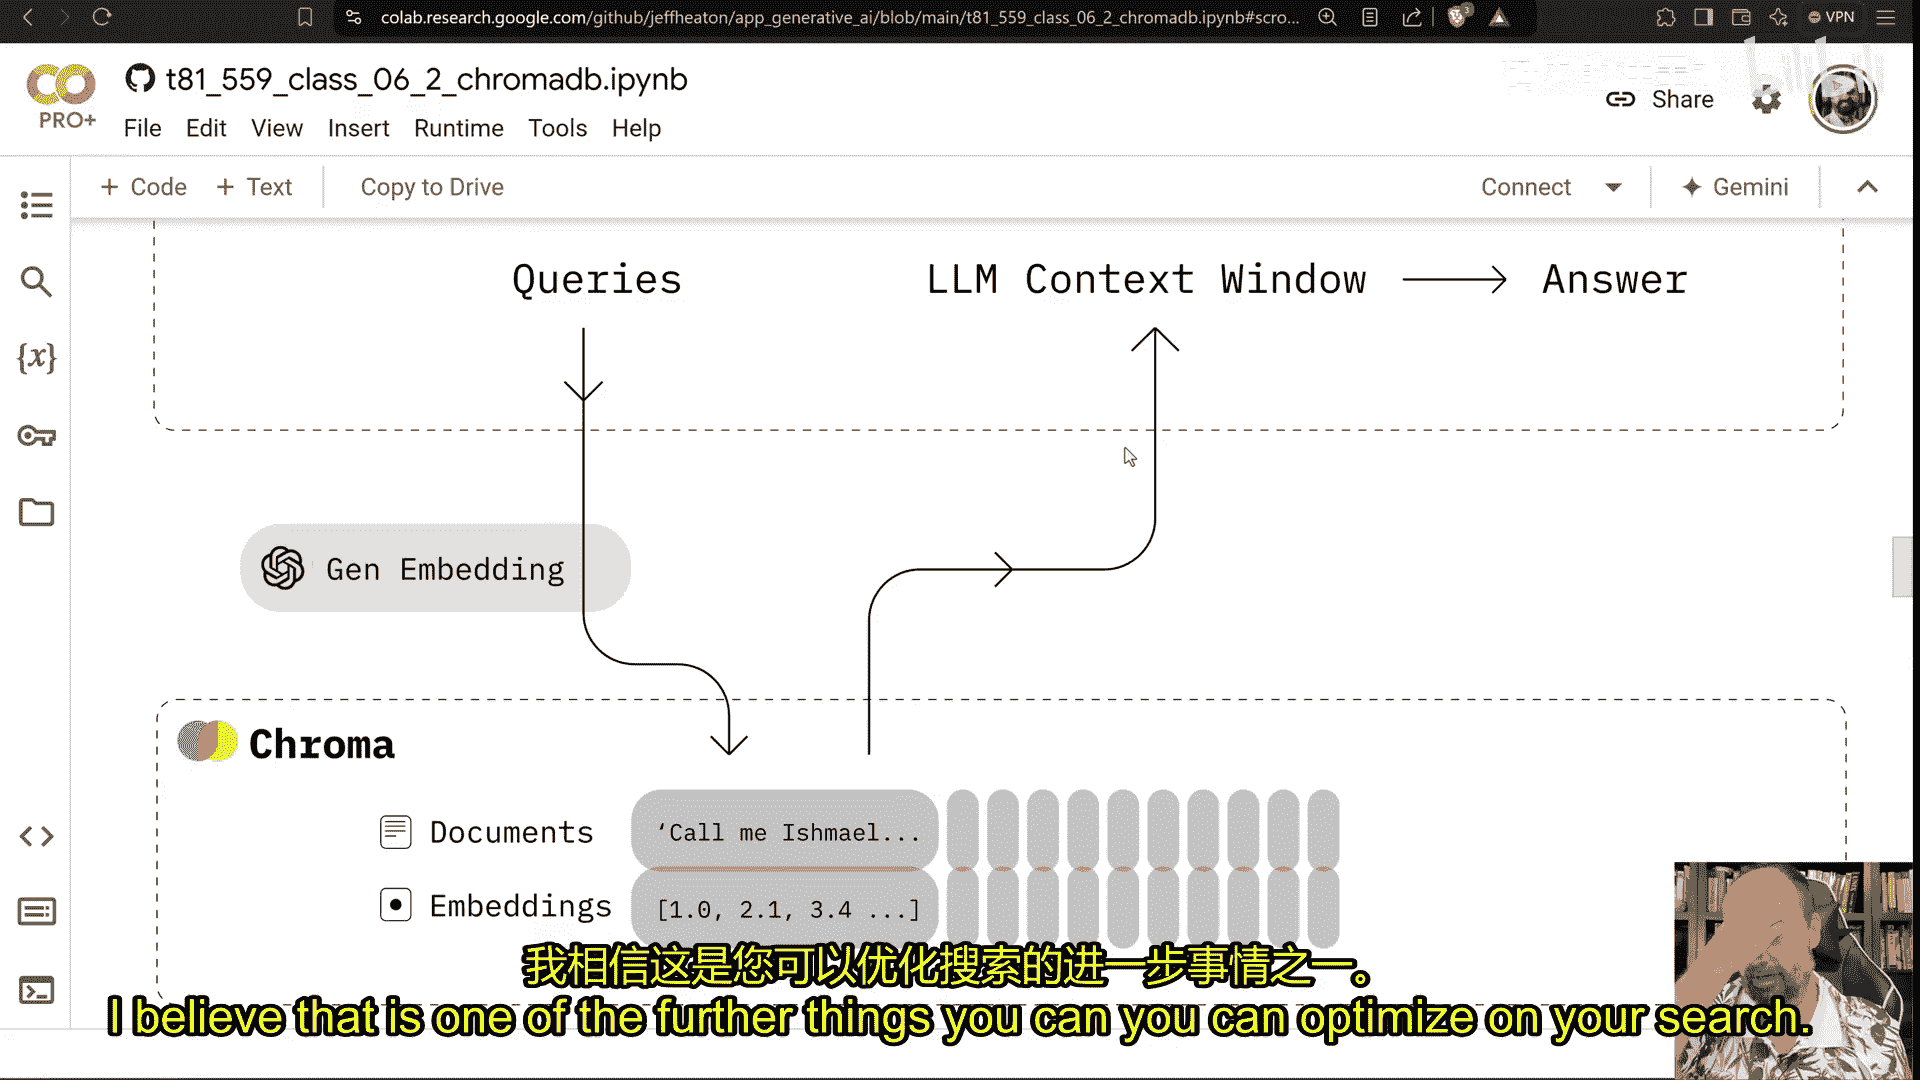 colab.research.google.com/github/jeffheaton/app_generative_ai/blob/main/t81_559_class_06_2_chromadb.ipynb#scro...
3
VPN
t81_559_class_06_2_chromadb.ipynb
bilibili
PRO+
File Edit View Insert Runtime Tools Help
Share
+ Code + Text Copy to Drive
Connect
Gemini
{x}
Queries
LLM Context Window
Answer
Gen Embedding
Chroma
Documents
‘Call me Ishmael...
Embeddings
[1.0, 2.1, 3.4 ...]
我相信这是您可以优化搜索的进一步事情之一。
I believe that is one of the further things you can you can optimize on your search.